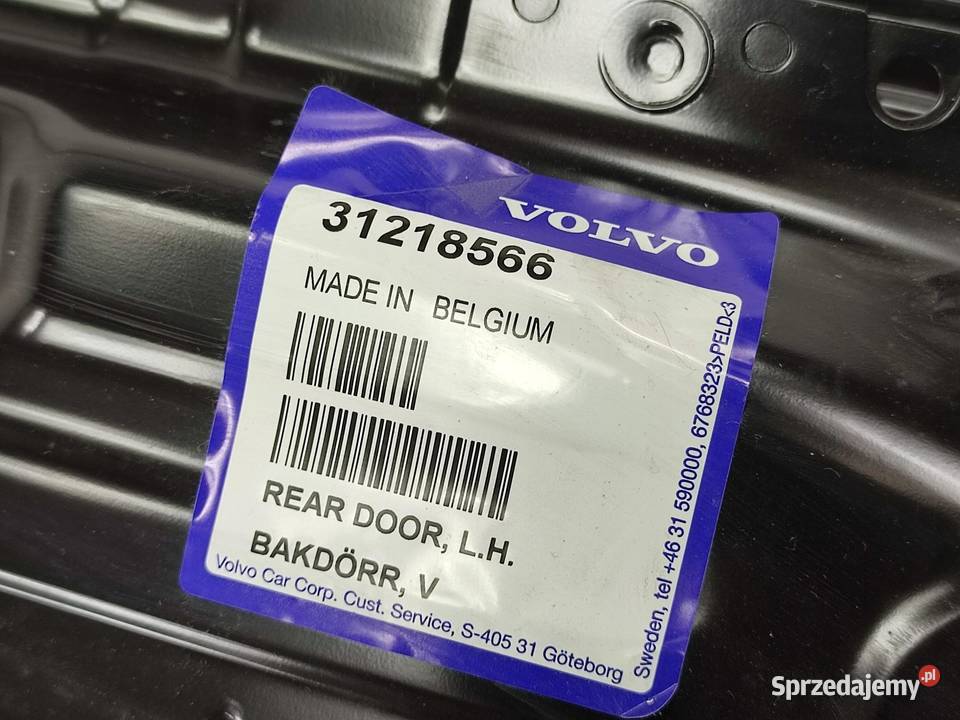 VOLVO
31218566
MADE IN BELGIUM
REAR DOOR, L.H.
BAKDÖRR, V
Volvo Car Corp. Cust. Service, S-405 31 Göteborg
Sweden, tel +46 31 590000, 6768323>PELD<3
Sprzedajemy.pl